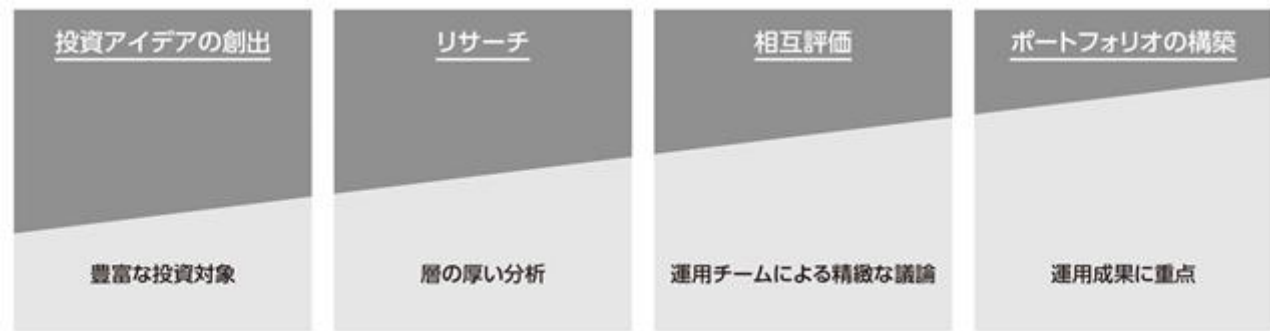 投資アイデアの創出
リサーチ
相互評価
ポートフォリオの構築
豊富な投資対象
層の厚い分析
運用チームによる精緻な議論
運用成果に重点